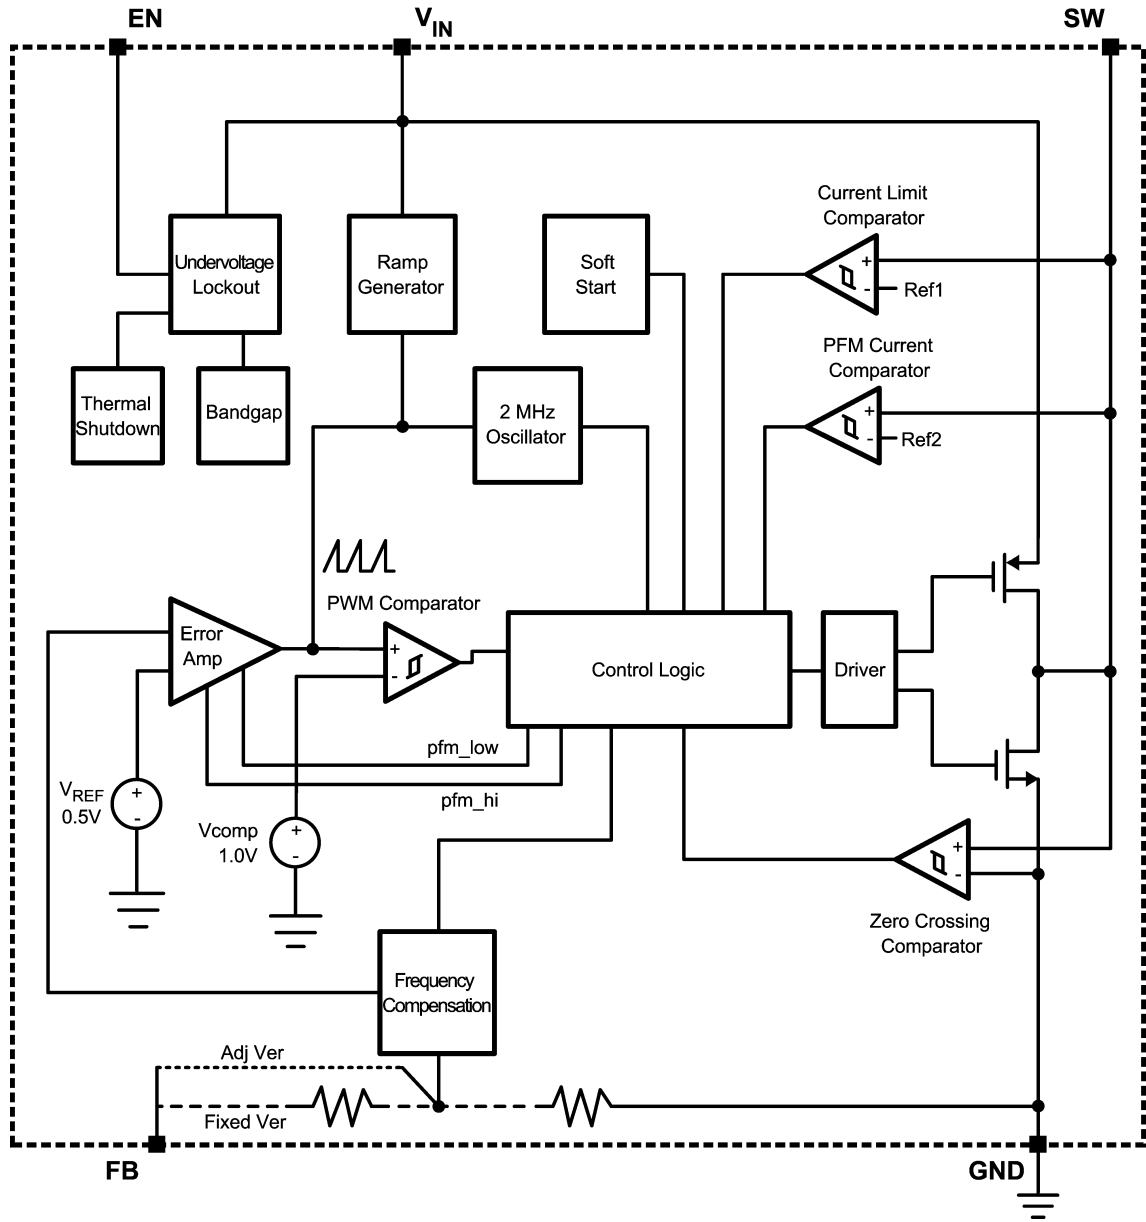 EN
VIN
SW
Current Limit
Comparator
Undervoltage
Lockout
Ramp
Generator
Soft
Start
+
-
Ref1
PFM Current
Comparator
Thermal
Shutdown
Bandgap
2 MHz
Oscillator
+
-
Ref2
PWM Comparator
Error
Amp
+
-
Control Logic
Driver
pfm_low
pfm_hi
VREF
0.5V
+
-
Vcomp
1.0V
+
-
+
-
Zero Crossing
Comparator
Frequency
Compensation
Adj Ver
Fixed Ver
FB
GND